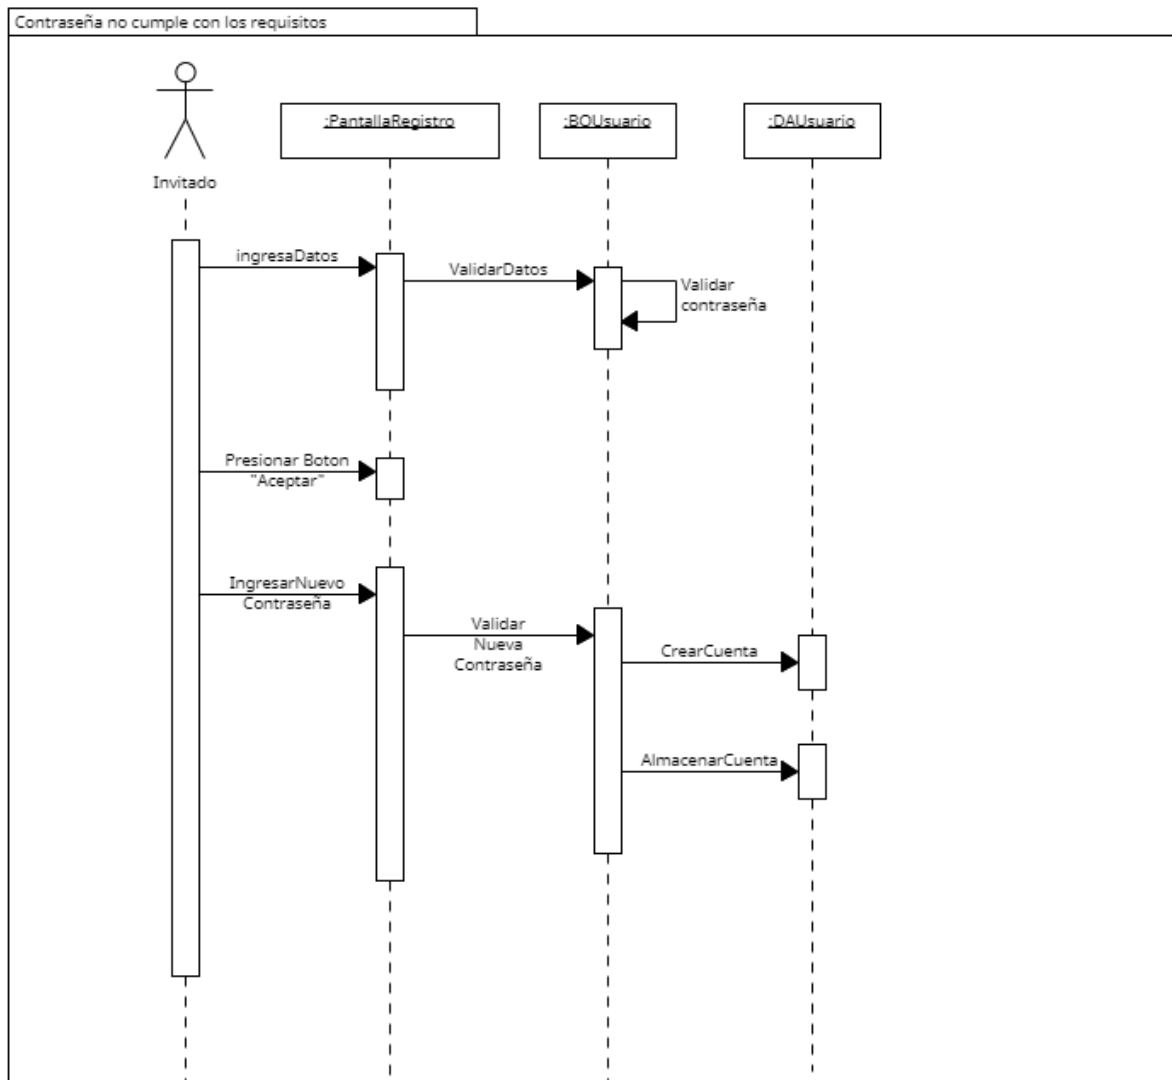 Contraseña no cumple con los requisitos
:PantallaRegistro
:BOUsuario
:DAUsuario
Invitado
ingresaDatos
ValidarDatos
Validar
contraseña
Presionar Boton
"Aceptar"
IngresarNuevo
Contraseña
Validar
Nueva
Contraseña
CrearCuenta
AlmacenarCuenta